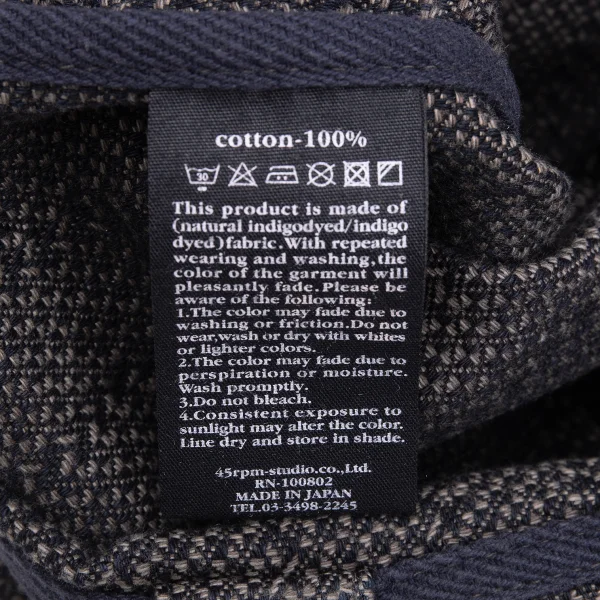 cotton-100%
30
This product is made of
(natural indigodyed/indigo
dyed)fabric.With repeated
wearing and washing,the
color of the garment will
pleasantly fade.Please be
aware of the following:
1.The color may fade due to
washing or friction.Do not
wear,wash or dry with whites
or lighter colors.
2.The color may fade due to
perspiration or moisture.
Wash promptly.
3.Do not bleach.
4.Consistent exposure to
sunlight may alter the color.
Line dry and store in shade.
45rpm-studio.co.,Ltd.
RN-100802
MADE IN JAPAN
TEL.03-3498-2245